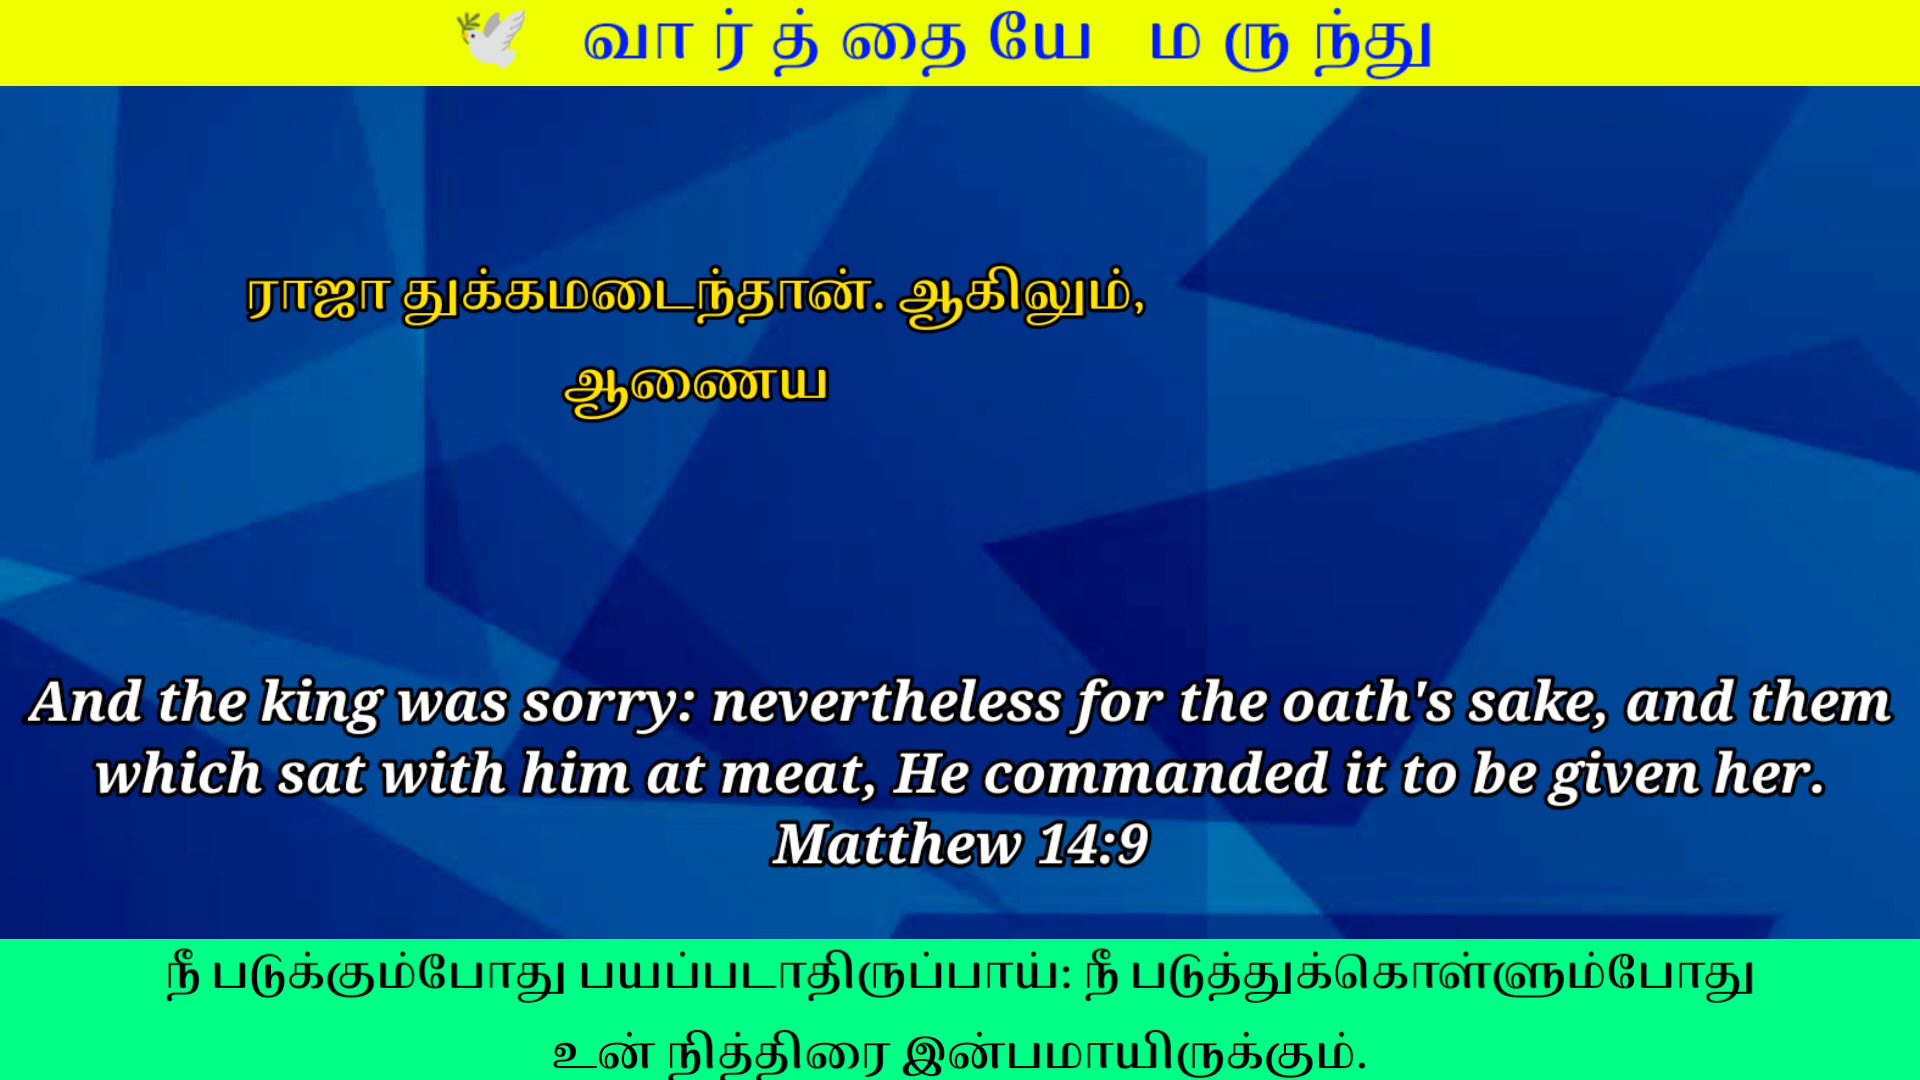 🕊️ வார்த்தையே மருந்து
ராஜா துக்கமடைந்தான். ஆகிலும்,
ஆணைய
And the king was sorry: nevertheless for the oath's sake, and them
which sat with him at meat, He commanded it to be given her.
Matthew 14:9
நீ படுக்கும்போது பயப்படாதிருப்பாய்: நீ படுத்துக்கொள்ளும்போது
உன் நித்திரை இன்பமாயிருக்கும்.